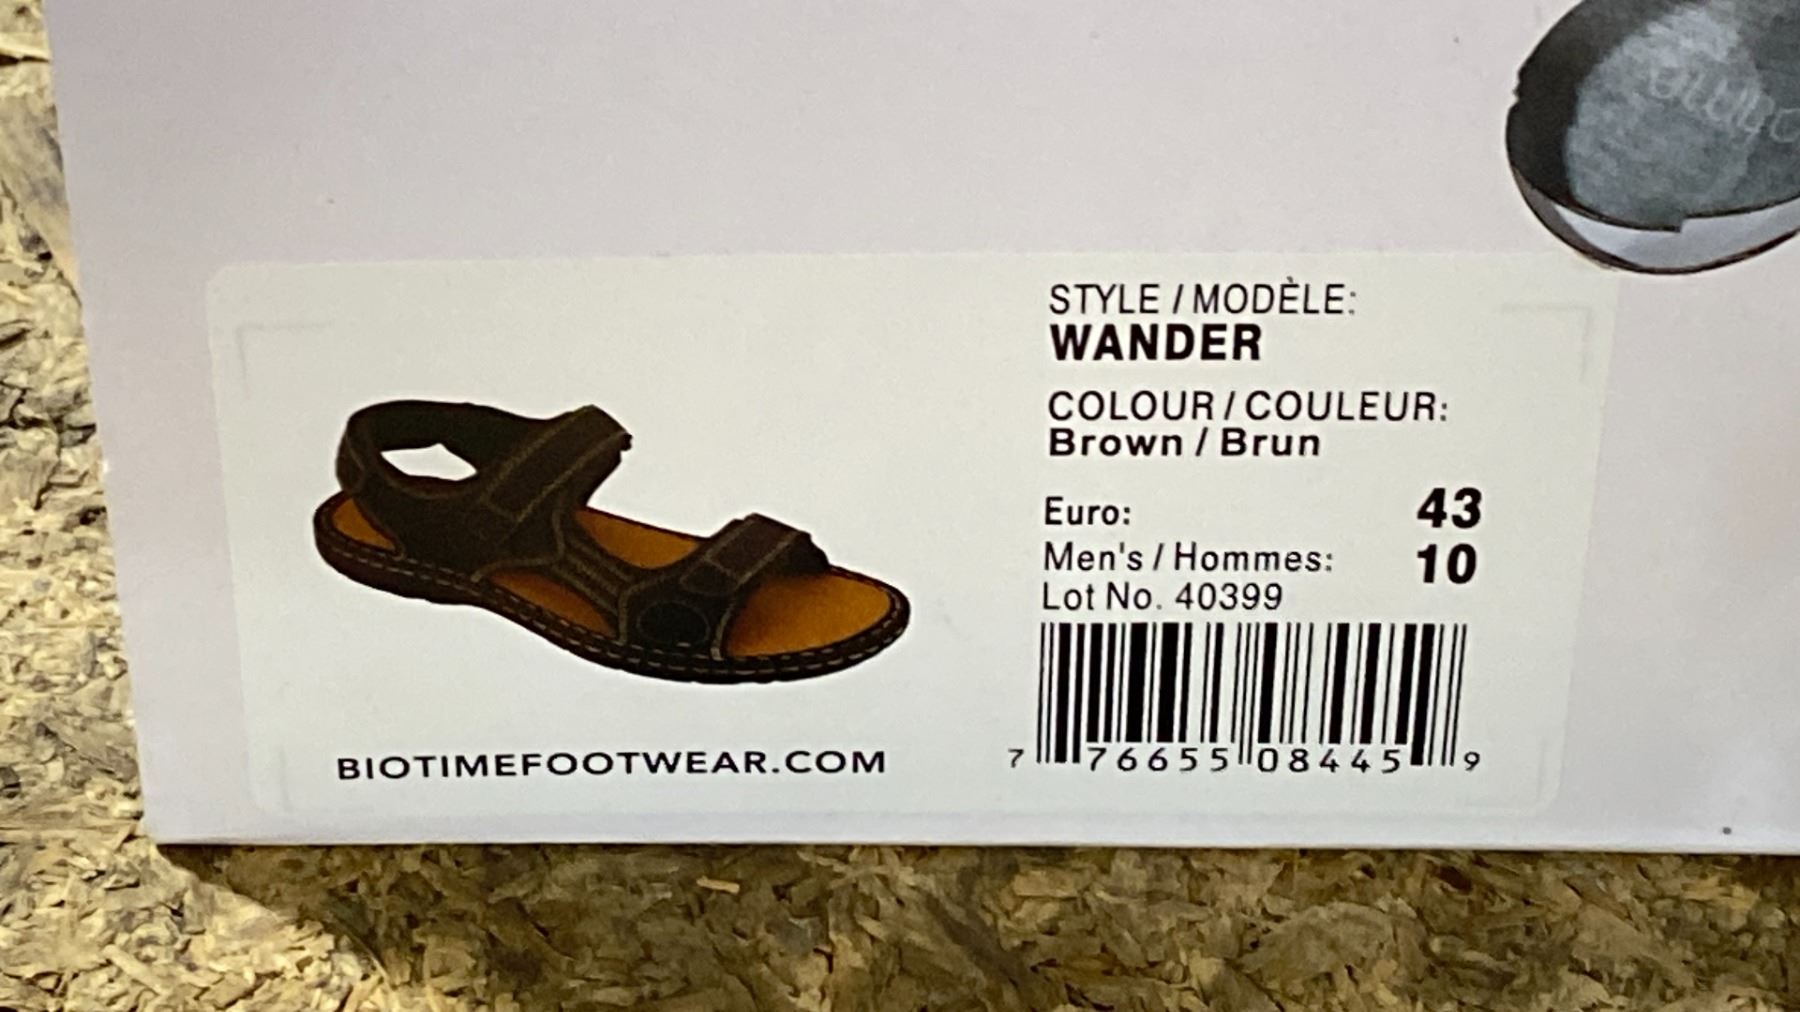 STYLE / MODÈLE:
WANDER
COLOUR / COULEUR:
Brown / Brun
Euro: 43
Men's / Hommes: 10
Lot No. 40399
7 76655 08445 9
BIOTIMEFOOTWEAR.COM